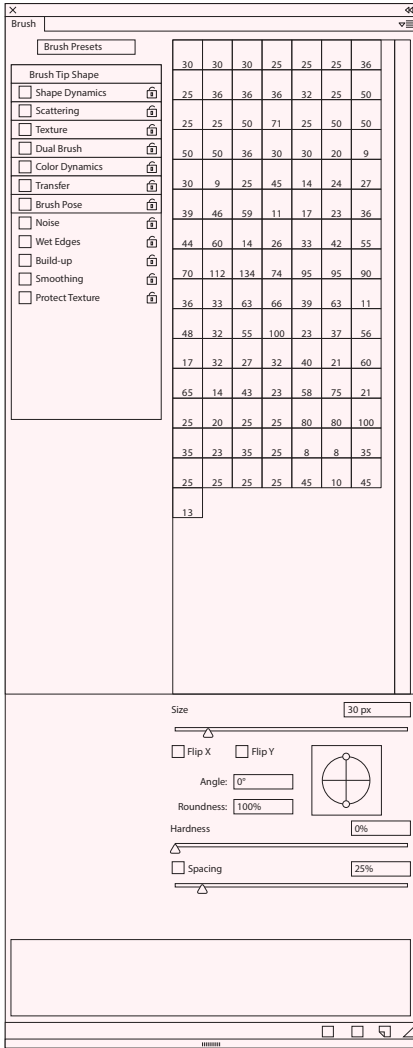 Brush
Brush Presets
Brush Tip Shape
Shape Dynamics
Scattering
Texture
Dual Brush
Color Dynamics
Transfer
Brush Pose
Noise
Wet Edges
Build-up
Smoothing
Protect Texture
30 30 30 25 25 25 36
25 36 36 36 32 25 50
25 25 50 71 25 50 50
50 50 36 30 30 20 9
30 9 25 45 14 24 27
39 46 59 11 17 23 36
44 60 14 26 33 42 55
70 112 134 74 95 95 90
36 33 63 66 39 63 11
48 32 55 100 23 37 56
17 32 27 32 40 21 60
65 14 43 23 58 75 21
25 20 25 25 80 80 100
35 23 35 25 8 8 35
25 25 25 25 45 10 45
13
Size 30 px
Flip X Flip Y
Angle: 0°
Roundness: 100%
Hardness 0%
Spacing 25%